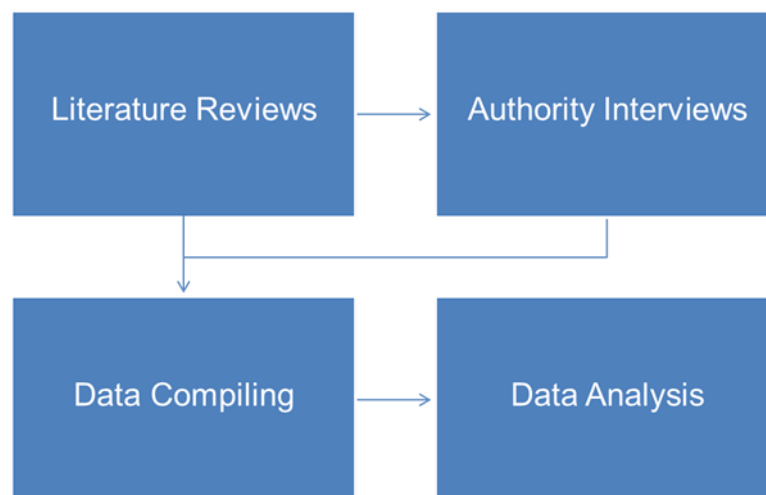 Literature Reviews
Authority Interviews
Data Compiling
Data Analysis